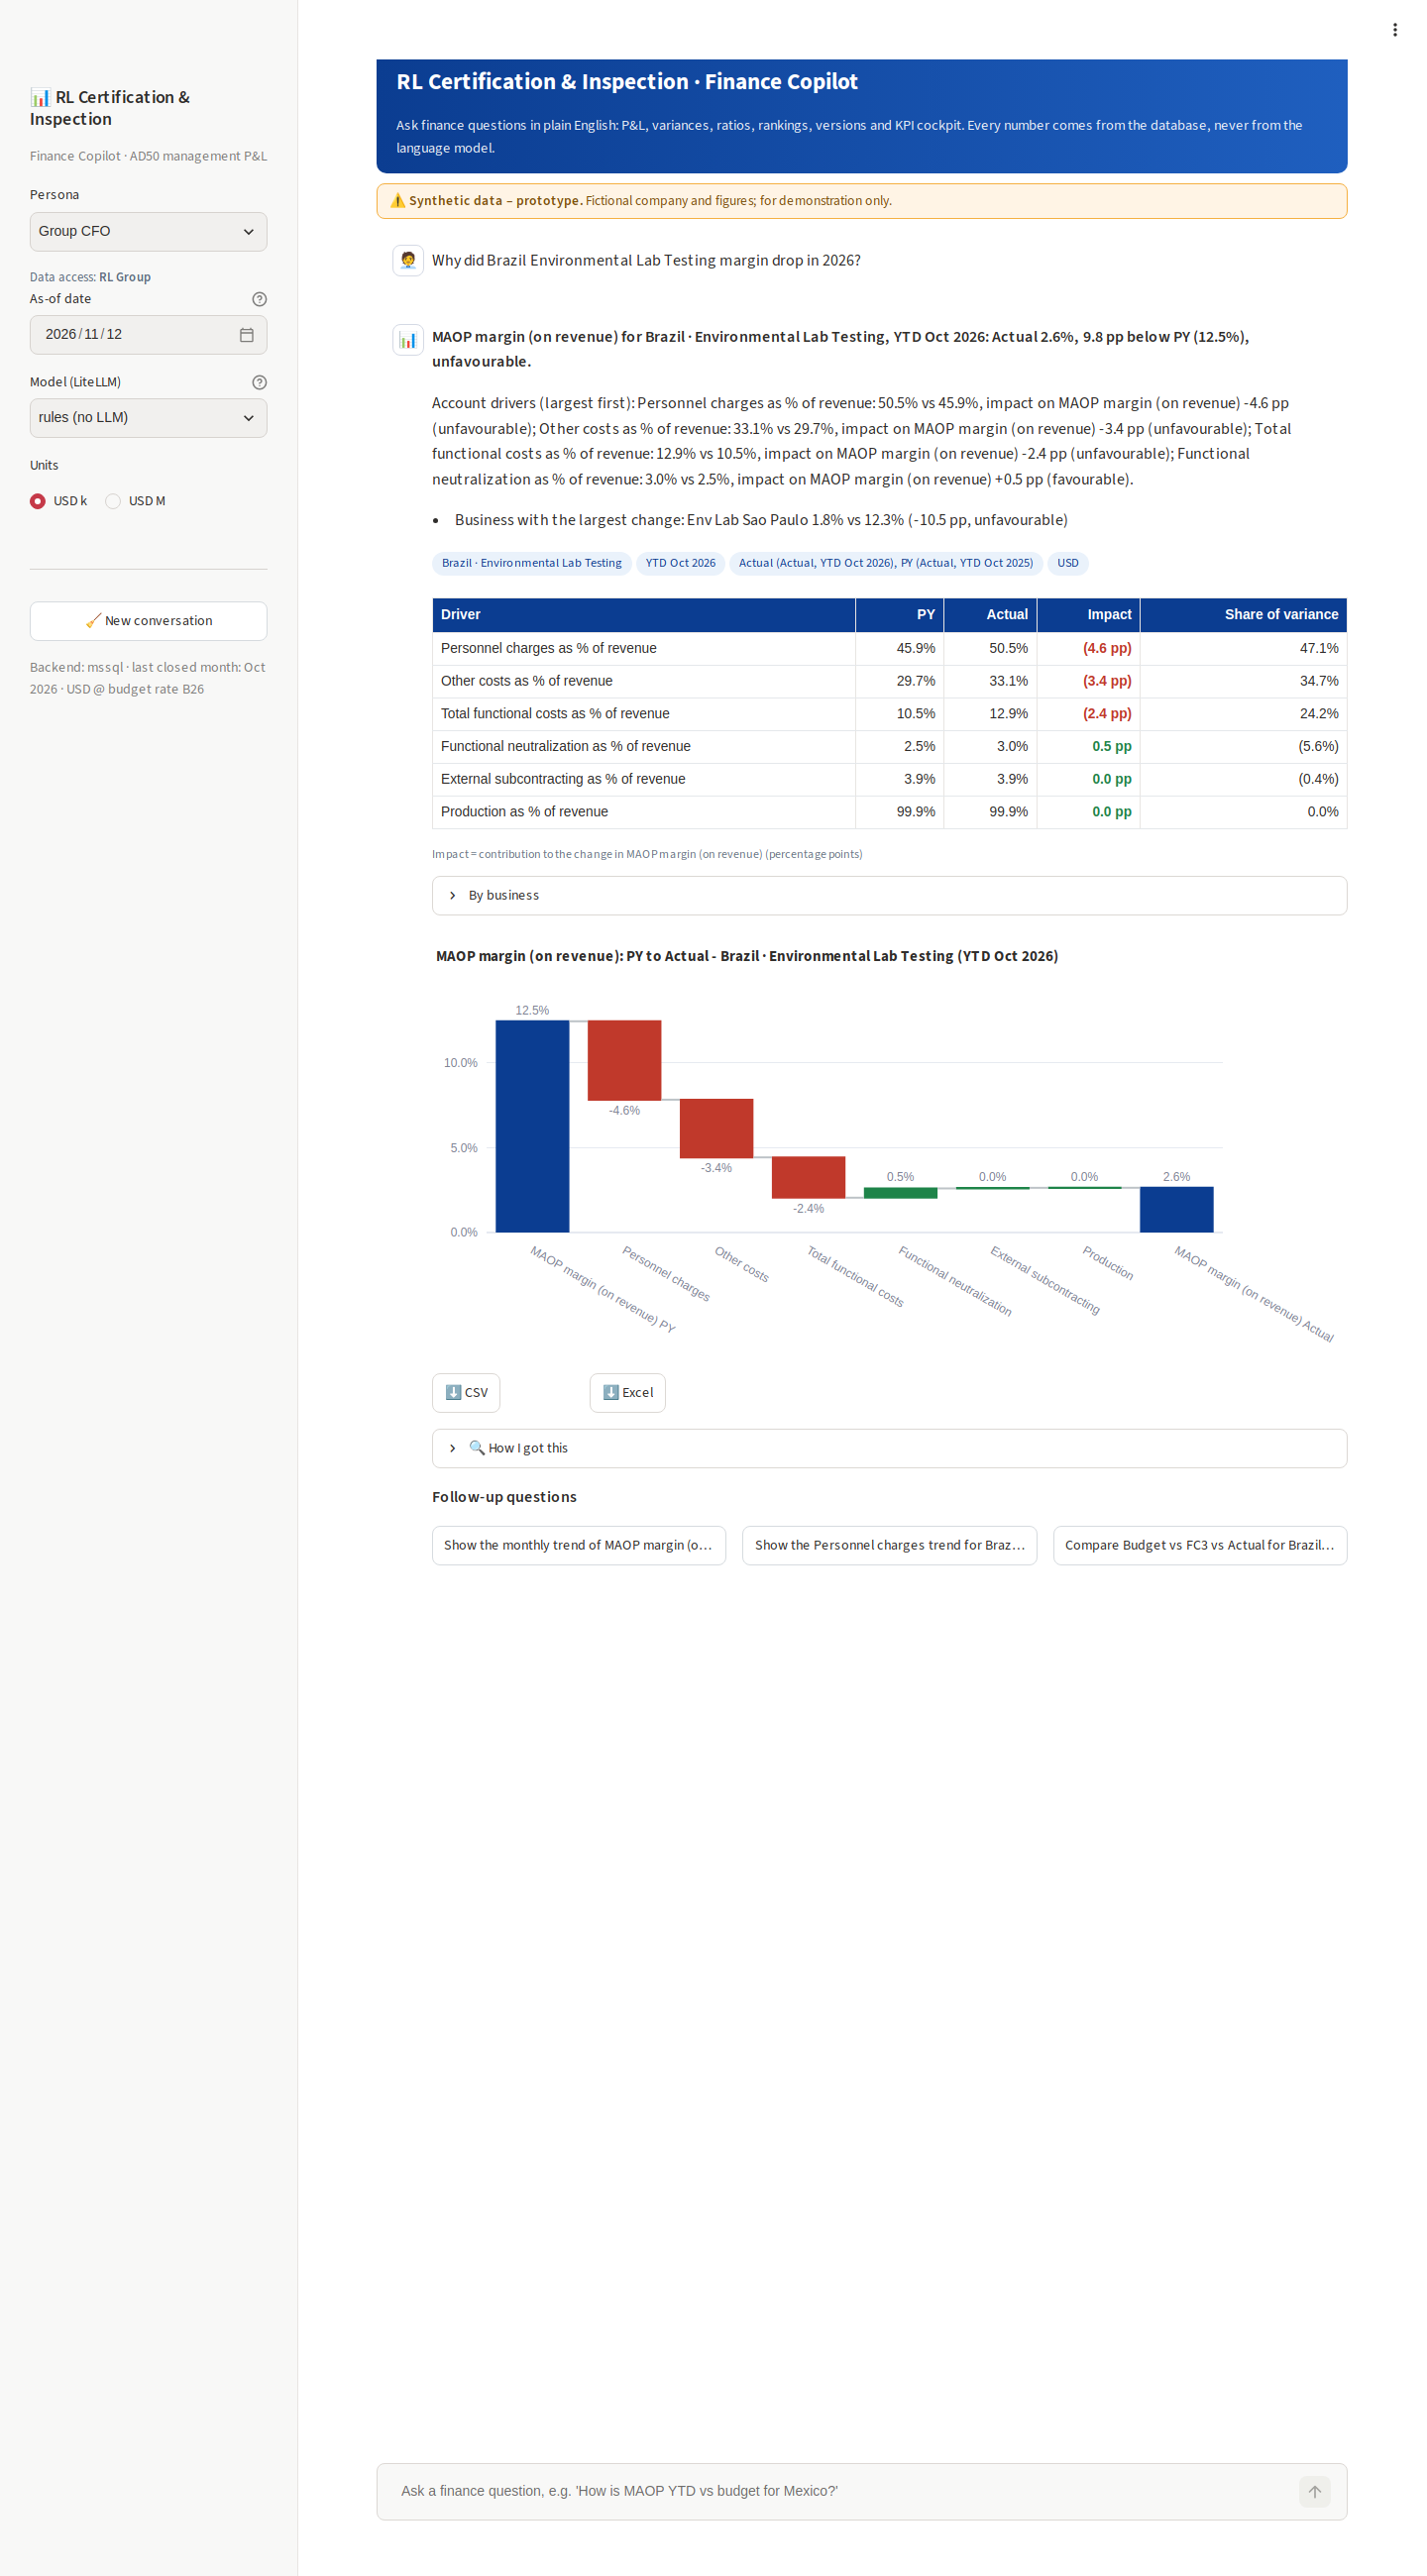 RL Certification &
Inspection
Finance Copilot · AD50 management P&L
Persona
Group CFO
Data access: RL Group
As-of date
2026/11/12
Model (LiteLLM)
rules (no LLM)
Units
USD k
USD M
New conversation
Backend: mssql · last closed month: Oct
2026 · USD @ budget rate B26
RL Certification & Inspection · Finance Copilot
Ask finance questions in plain English: P&L, variances, ratios, rankings, versions and KPI cockpit. Every number comes from the database, never from the
language model.
Synthetic data – prototype. Fictional company and figures; for demonstration only.
Why did Brazil Environmental Lab Testing margin drop in 2026?
MAOP margin (on revenue) for Brazil · Environmental Lab Testing, YTD Oct 2026: Actual 2.6%, 9.8 pp below PY (12.5%),
unfavourable.
Account drivers (largest first): Personnel charges as % of revenue: 50.5% vs 45.9%, impact on MAOP margin (on revenue) -4.6 pp
(unfavourable); Other costs as % of revenue: 33.1% vs 29.7%, impact on MAOP margin (on revenue) -3.4 pp (unfavourable); Total
functional costs as % of revenue: 12.9% vs 10.5%, impact on MAOP margin (on revenue) -2.4 pp (unfavourable); Functional
neutralization as % of revenue: 3.0% vs 2.5%, impact on MAOP margin (on revenue) +0.5 pp (favourable).
• Business with the largest change: Env Lab Sao Paulo 1.8% vs 12.3% (-10.5 pp, unfavourable)
Brazil · Environmental Lab Testing YTD Oct 2026 Actual (Actual, YTD Oct 2026), PY (Actual, YTD Oct 2025) USD
Driver PY Actual Impact Share of variance
Personnel charges as % of revenue 45.9% 50.5% (4.6 pp) 47.1%
Other costs as % of revenue 29.7% 33.1% (3.4 pp) 34.7%
Total functional costs as % of revenue 10.5% 12.9% (2.4 pp) 24.2%
Functional neutralization as % of revenue 2.5% 3.0% 0.5 pp (5.6%)
External subcontracting as % of revenue 3.9% 3.9% 0.0 pp (0.4%)
Production as % of revenue 99.9% 99.9% 0.0 pp 0.0%
Impact = contribution to the change in MAOP margin (on revenue) (percentage points)
By business
MAOP margin (on revenue): PY to Actual - Brazil · Environmental Lab Testing (YTD Oct 2026)
12.5%
10.0%
-4.6%
5.0%
-3.4%
0.5% 0.0% 0.0% 2.6%
-2.4%
0.0%
MAOP margin (on revenue) PY
Personnel charges
Other costs
Total functional costs
Functional neutralization
External subcontracting
Production
MAOP margin (on revenue) Actual
CSV
Excel
How I got this
Follow-up questions
Show the monthly trend of MAOP margin (o…
Show the Personnel charges trend for Braz…
Compare Budget vs FC3 vs Actual for Brazil…
Ask a finance question, e.g. 'How is MAOP YTD vs budget for Mexico?'